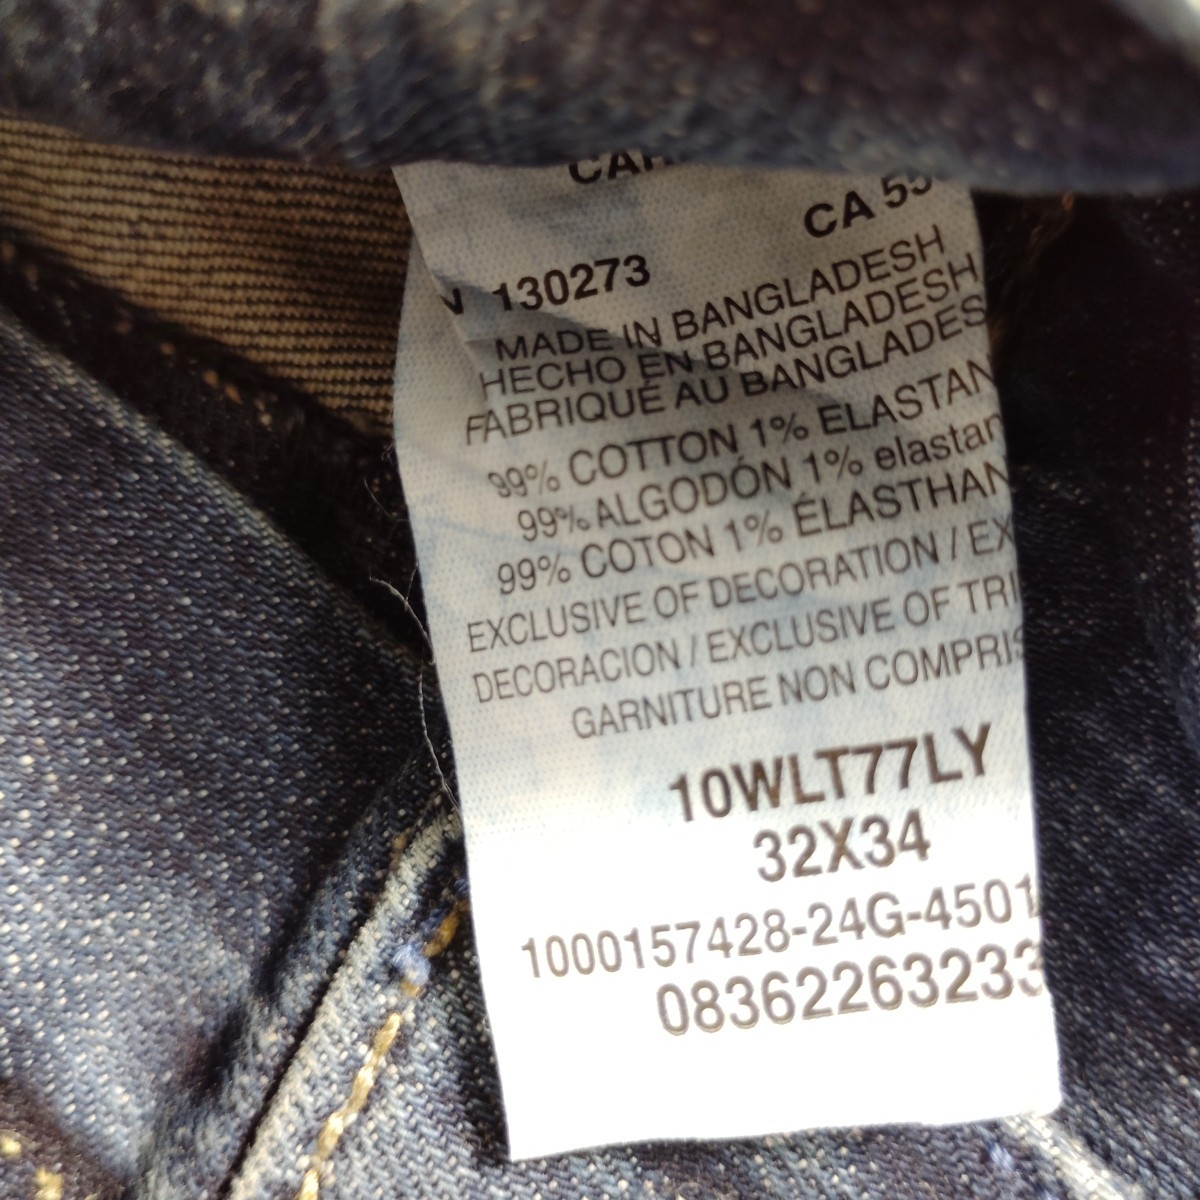 CA
130273
MADE IN BANGLADESH
HECHO EN BANGLADESH
FABRIQUÉ AU BANGLADES
99% COTTON 1% ELASTAN
99% ALGODÓN 1% elastan
99% COTON 1% ÉLASTHAN
EXCLUSIVE OF DECORATION / EX
DECORACION / EXCLUSIVE OF TRI
GARNITURE NON COMPRIS
10WLT77LY
32X34
1000157428-24G-4501
08362263233